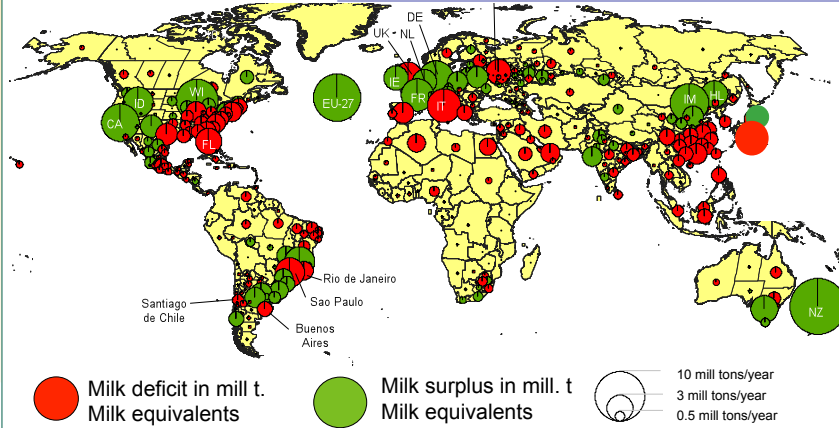 DE
UK - NL
WI
ID
CA
FL
EU-27
IE
FR
IT
IM
HL
NZ
Rio de Janeiro
Sao Paulo
Santiago
de Chile
Buenos
Aires
Milk deficit in mill t.
Milk equivalents
Milk surplus in mill. t
Milk equivalents
10 mill tons/year
3 mill tons/year
0.5 mill tons/year